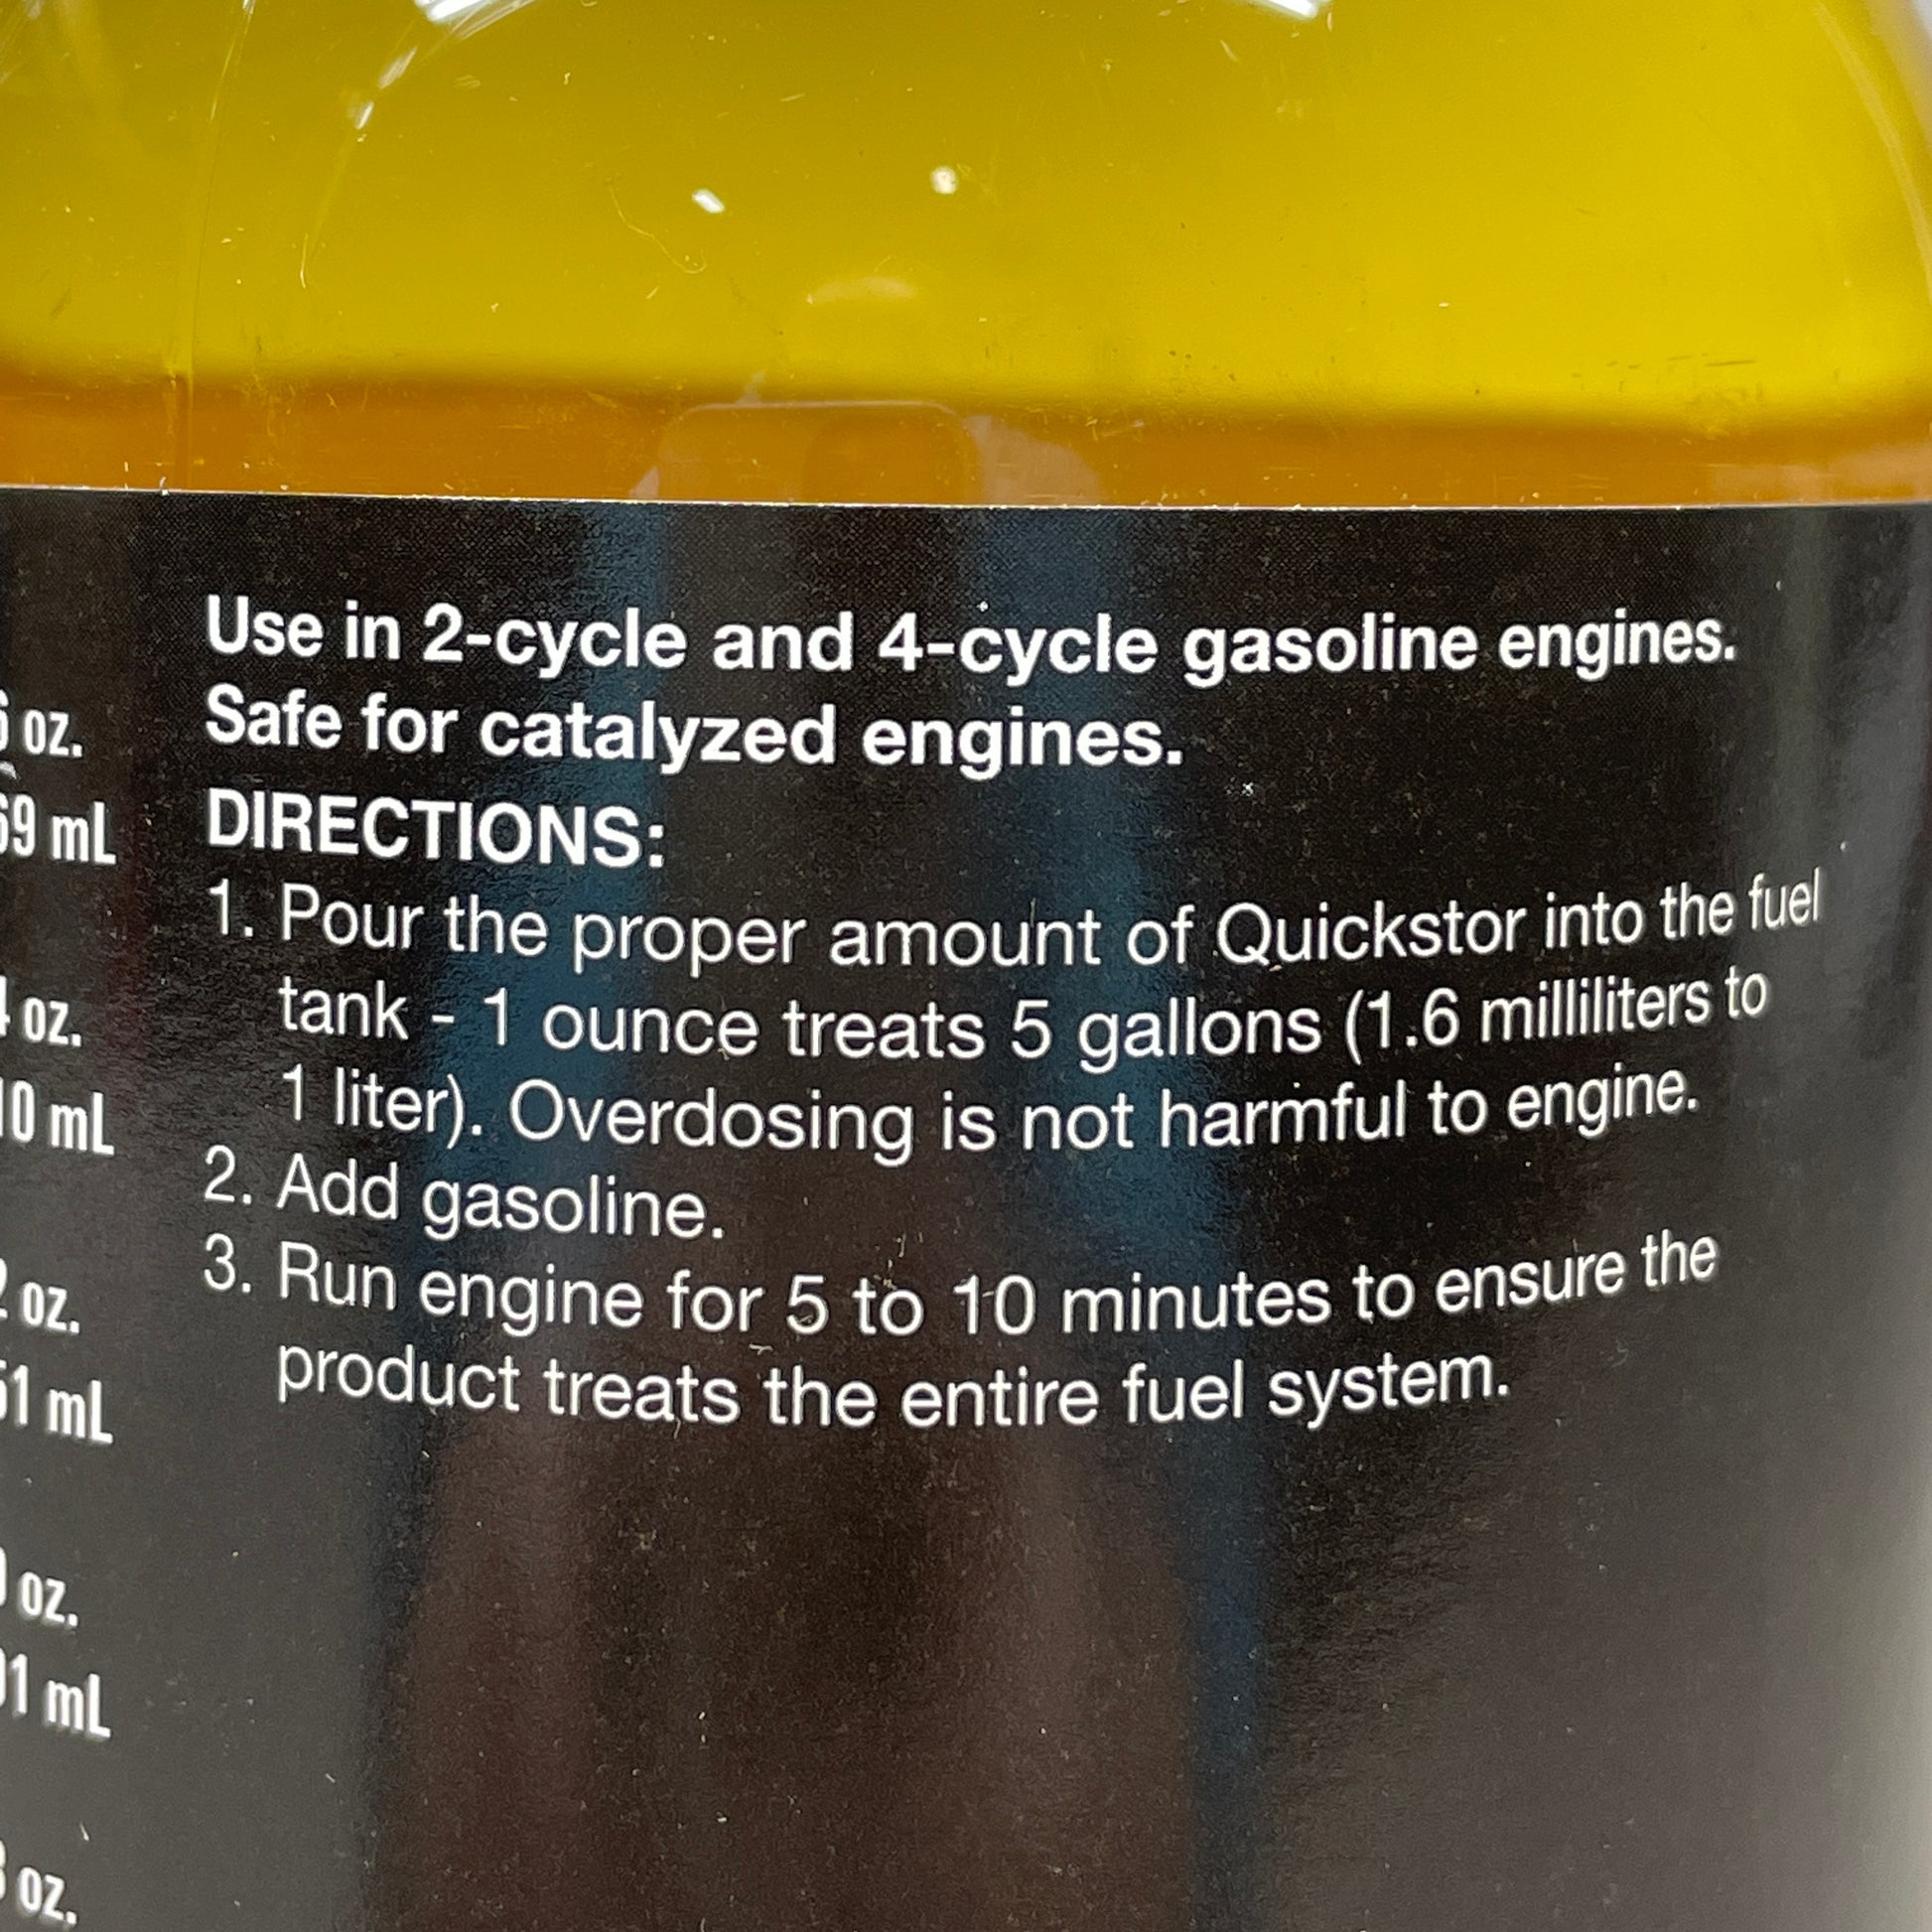 Use in 2-cycle and 4-cycle gasoline engines.
Safe for catalyzed engines.
DIRECTIONS:
1. Pour the proper amount of Quickstor into the fuel
tank - 1 ounce treats 5 gallons (1.6 milliliters to
1 liter). Overdosing is not harmful to engine.
2. Add gasoline.
3. Run engine for 5 to 10 minutes to ensure the
product treats the entire fuel system.
oz.
mL
oz.
mL
oz.
mL
oz.
mL
oz.